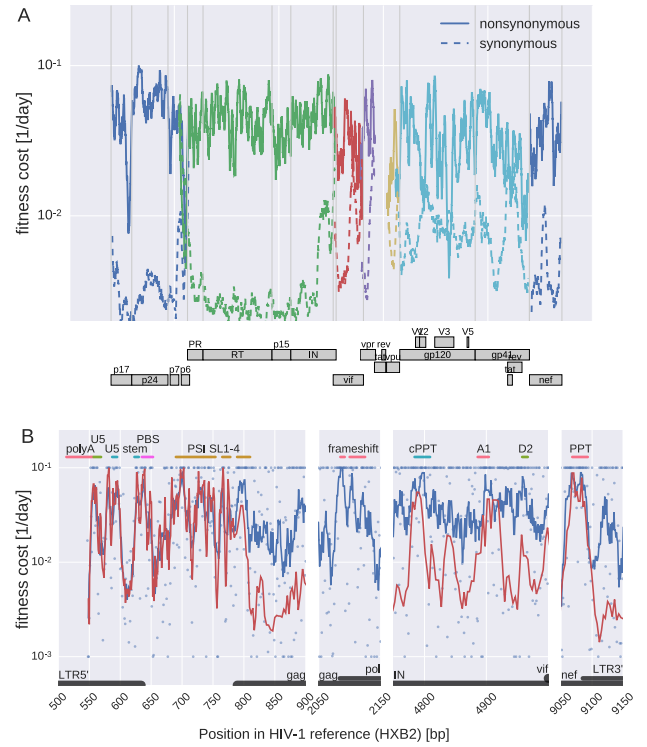 A
nonsynonymous
synonymous
fitness cost [1/day]
10⁻¹
10⁻²
V1V2 V3 V5
PR p15 vpr rev
RT IN gp120 gp41
tat vpu rev
p17 p7p6 tat
p24 vif nef
B
U5 PBS
polyA U5 stem PSI SL1-4 frameshift cPPT A1 D2 PPT
fitness cost [1/day]
10⁻¹
10⁻²
10⁻³
LTR5' gag gag pol IN vif nef LTR3'
500 550 600 650 700 750 800 850 900 2050 2150 4800 4900 9050 9100 9150
Position in HIV-1 reference (HXB2) [bp]